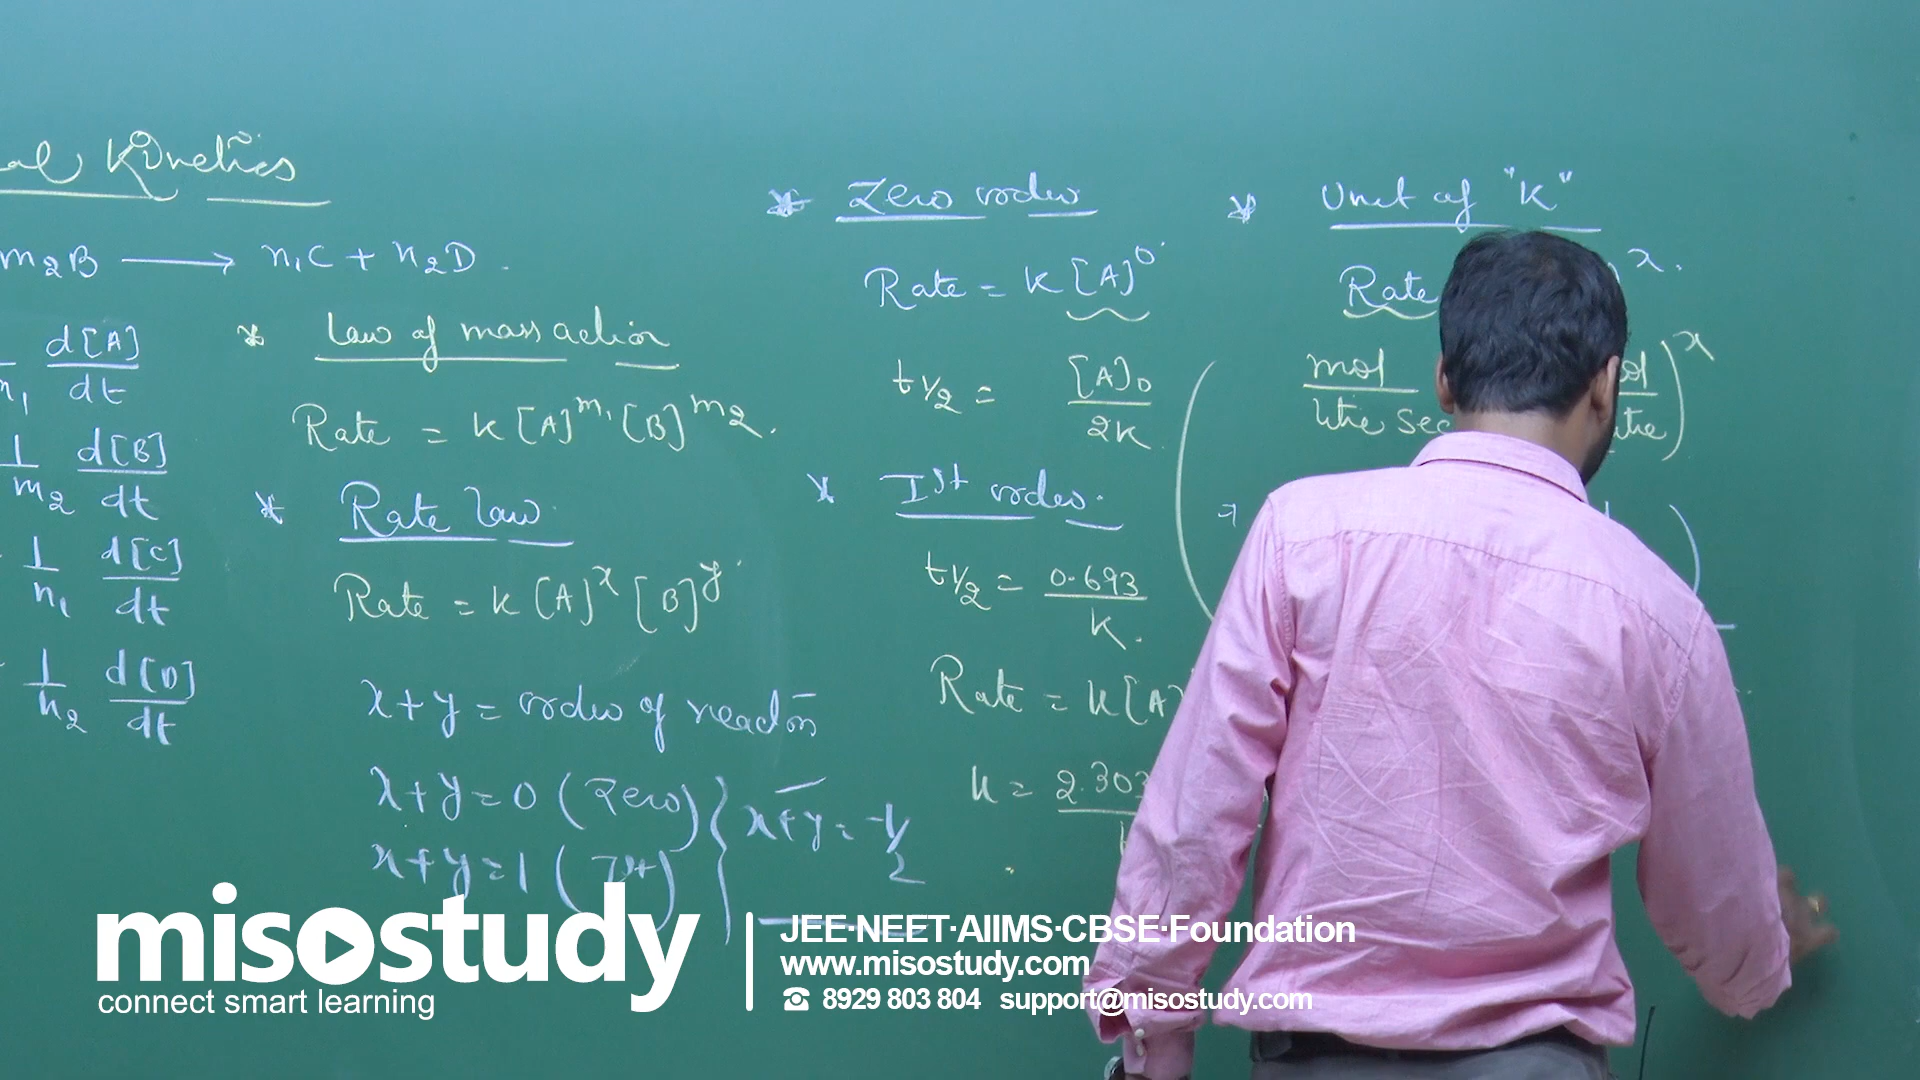 al Kinetics
m₂B ⟶ n₁C + n₂D.
d[A]
n₁ dt
1 d[B]
m₂ dt
1 d[C]
n₁ dt
1 d[D]
n₂ dt
* Law of mass action
Rate = K[A]^m₁ [B]^m₂.
* Rate law
Rate = K[A]^x [B]^y.
x+y = order of reaction
x+y=0 (Zero)
x+y=1 (Ist)
x+y = -1/2
* Zero order
Rate = K[A]^0.
t1/2 = [A]₀
2K
* Ist order.
t1/2 = 0.693
K.
Rate = K[A]
K = 2.303
* Unit of "K"
Rate )^x.
mol )^x
litre sec
misostudy
connect smart learning
JEE·NEET·AIIMS·CBSE·Foundation
www.misostudy.com
☎ 8929 803 804 support@misostudy.com